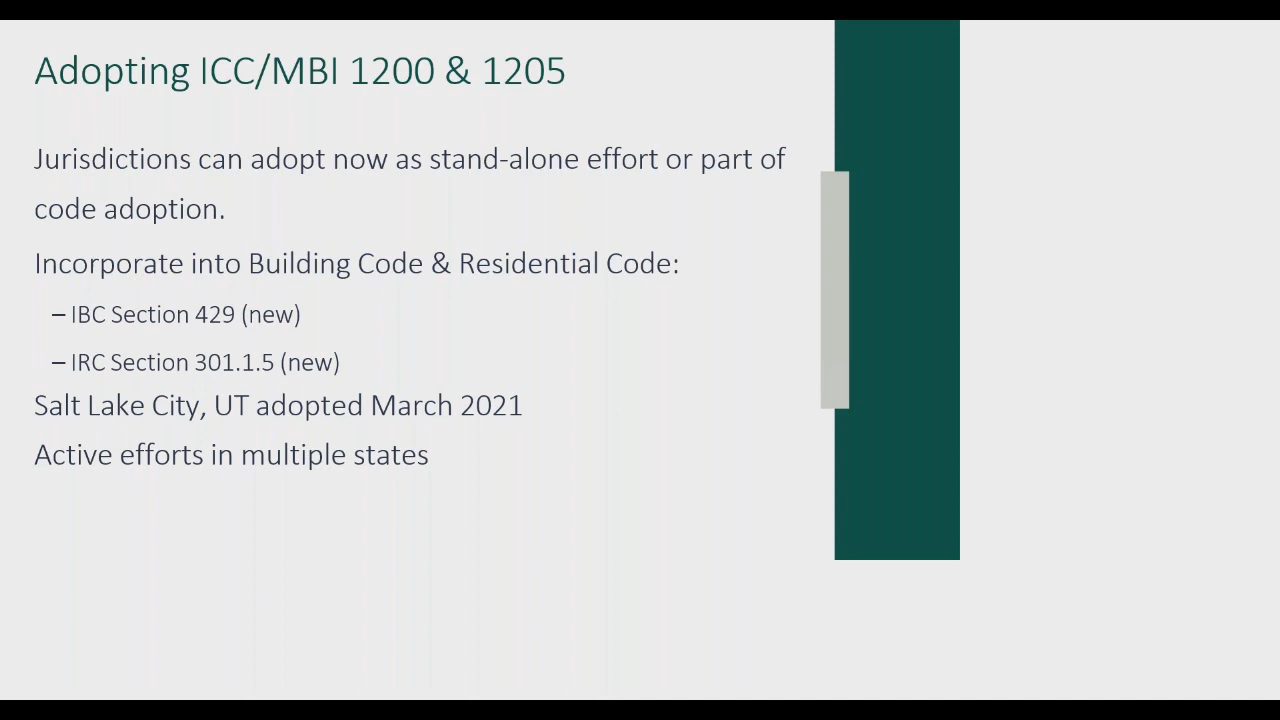 Adopting ICC/MBI 1200 & 1205
Jurisdictions can adopt now as stand-alone effort or part of
code adoption.
Incorporate into Building Code & Residential Code:
– IBC Section 429 (new)
– IRC Section 301.1.5 (new)
Salt Lake City, UT adopted March 2021
Active efforts in multiple states